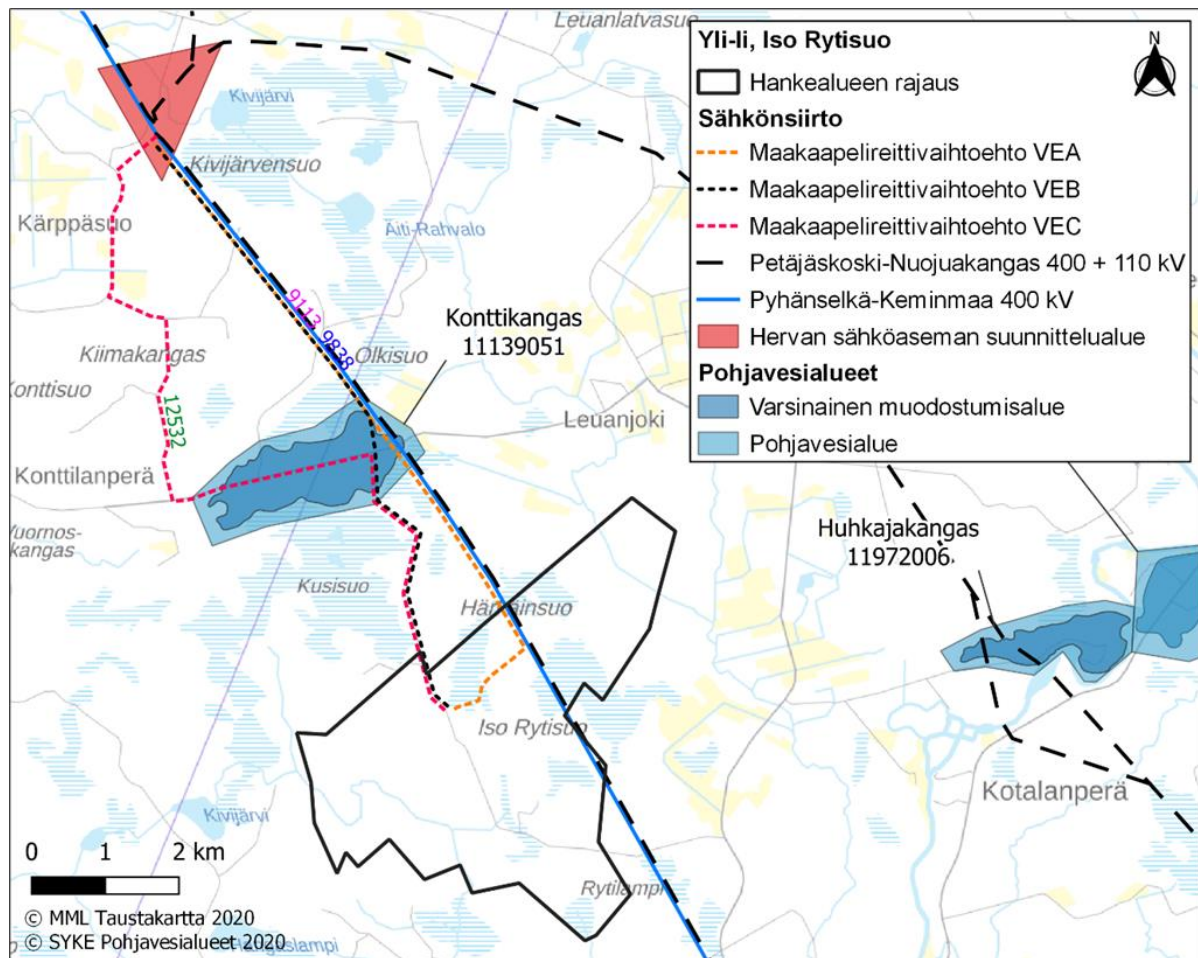 Leuanlatvasuo
Yli-Ii, Iso Rytisuo
N
Hankealueen rajaus
Sähkönsiirto
Maakaapelireittivaihtoehto VEA
Maakaapelireittivaihtoehto VEB
Maakaapelireittivaihtoehto VEC
Petäjäskoski-Nuojuakangas 400 + 110 kV
Pyhänselkä-Keminmaa 400 kV
Hervan sähköaseman suunnittelualue
Pohjavesialueet
Varsinainen muodostumisalue
Pohjavesialue
Kivijärvi
Kivijärvensuo
Kärppäsuo
Äiti-Rahvalo
9113
9838
Konttikangas
11139051
Kiimakangas
Olkisuo
Konttisuo
12532
Leuanjoki
Konttilanperä
Vuornos-
kangas
Huhkajakangas
11972006
Kusisuo
Iso Rytisuo
Kotalanperä
Kivijärvi
Rytilampi
0 1 2 km
© MML Taustakartta 2020
© SYKE Pohjavesialueet 2020